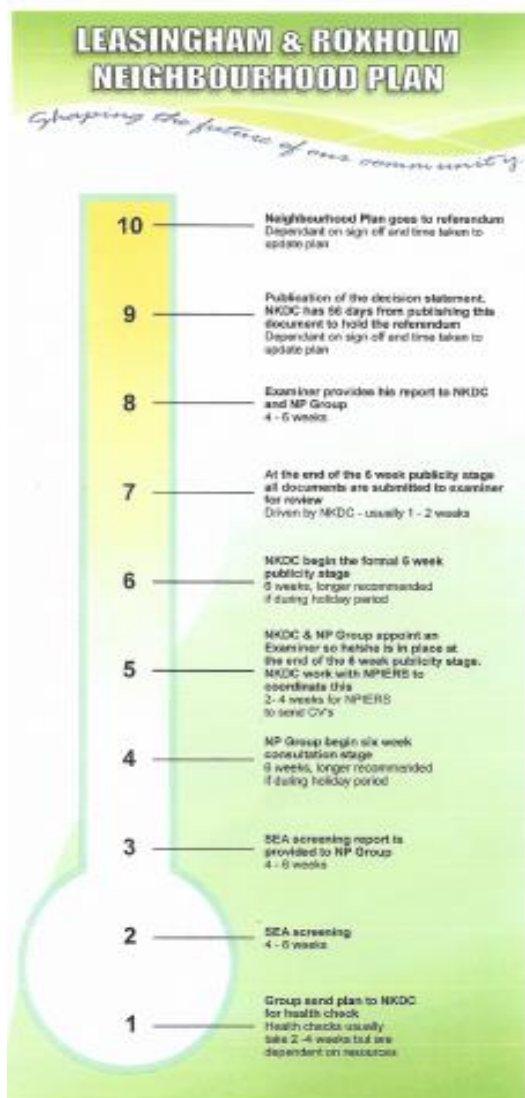 LEASINGHAM & ROXHOLM
NEIGHBOURHOOD PLAN
Shaping the future of our community
10
Neighbourhood Plan goes to referendum
Dependant on sign off and time taken to
update plan
9
Publication of the decision statement.
NKDC has 56 days from publishing this
document to hold the referendum
Dependant on sign off and time taken to
update plan
8
Examiner provides his report to NKDC
and NP Group
4 - 6 weeks
7
At the end of the 6 week publicity stage
all documents are submitted to examiner
for review
Driven by NKDC - usually 1 - 2 weeks
6
NKDC begin the formal 6 week
publicity stage
6 weeks, longer recommended
if during holiday period
5
NKDC & NP Group appoint an
Examiner so he/she is in place at
the end of the 6 week publicity stage.
NKDC work with NPIERS to
coordinate this
2- 4 weeks for NPIERS
to send CV's
4
NP Group begin six week
consultation stage
6 weeks, longer recommended
if during holiday period
3
SEA screening report is
provided to NP Group
4 - 6 weeks
2
SEA screening
4 - 6 weeks
1
Group send plan to NKDC
for health check
Health checks usually
take 2 -4 weeks but are
dependant on resources